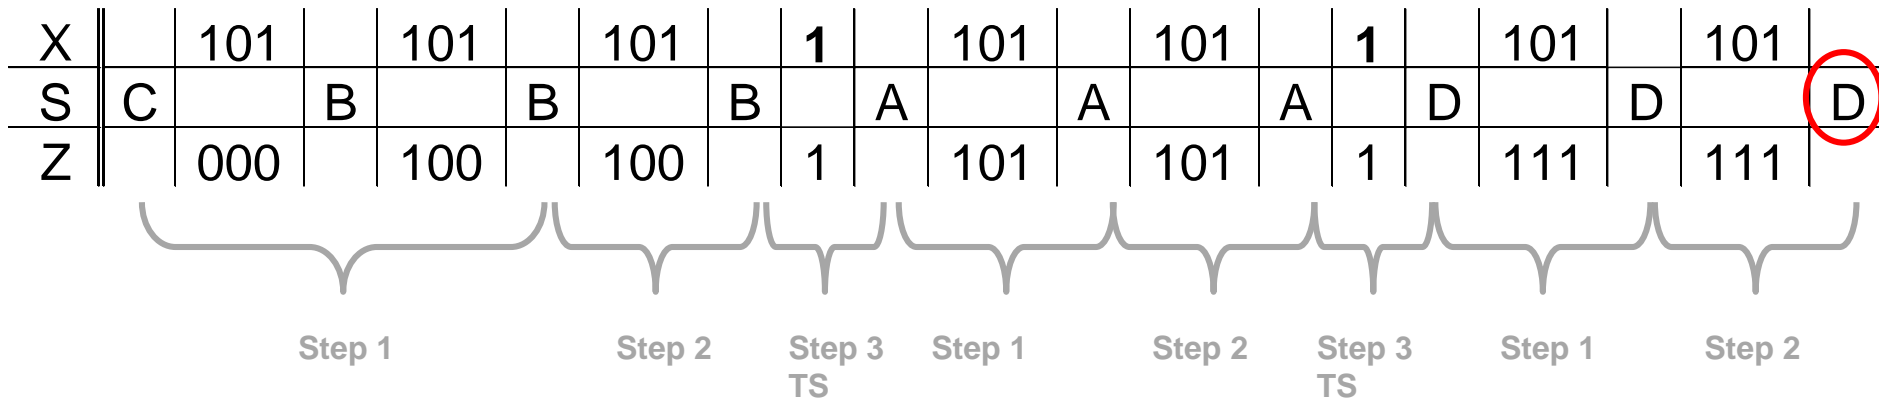 X 101 101 101 1 101 101 1 101 101
S C B B B A A A D D D
Z 000 100 100 1 101 101 1 111 111
Step 1 Step 2 Step 3 Step 1 Step 2 Step 3 Step 1 Step 2
TS TS